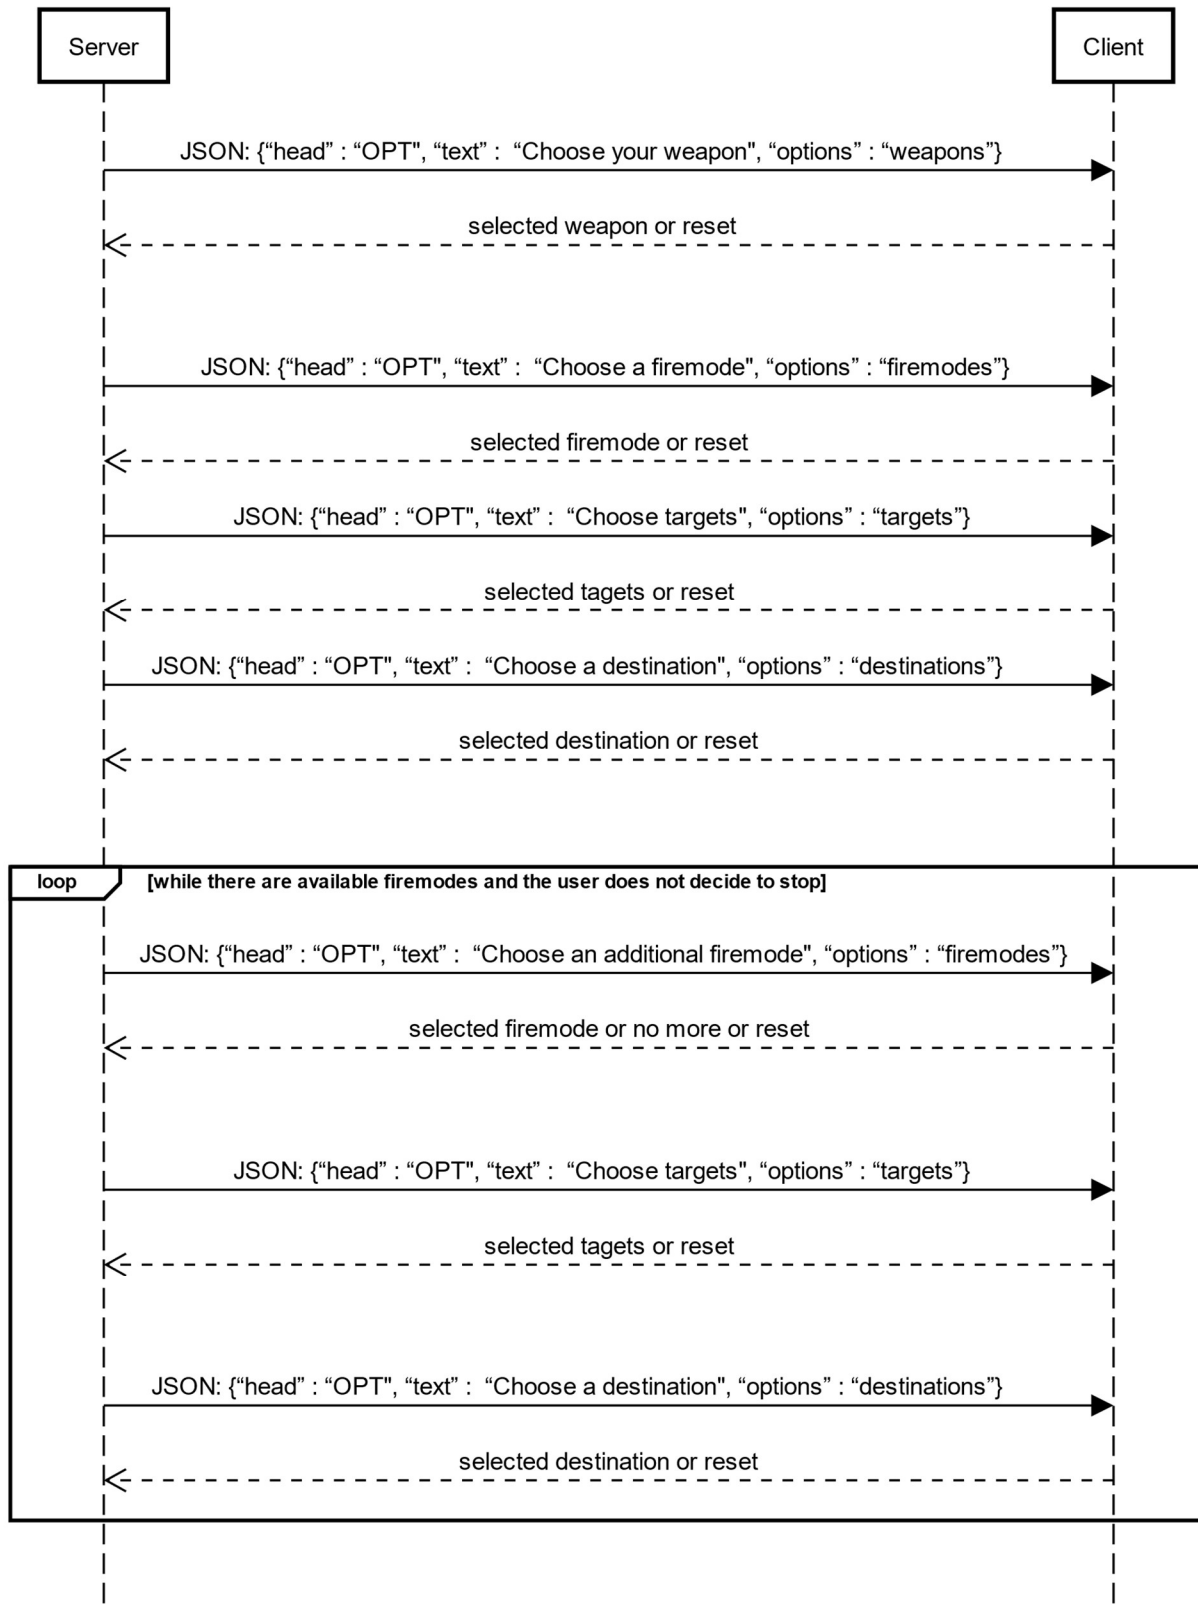 Server
Client
JSON: {“head” : “OPT", “text” :  “Choose your weapon", “options” : “weapons”}
selected weapon or reset
JSON: {“head” : “OPT", “text” :  “Choose a firemode", “options” : “firemodes”}
selected firemode or reset
JSON: {“head” : “OPT", “text” :  “Choose targets", “options” : “targets”}
selected tagets or reset
JSON: {“head” : “OPT", “text” :  “Choose a destination", “options” : “destinations”}
selected destination or reset
loop [while there are available firemodes and the user does not decide to stop]
JSON: {“head” : “OPT", “text” :  “Choose an additional firemode", “options” : “firemodes”}
selected firemode or no more or reset
JSON: {“head” : “OPT", “text” :  “Choose targets", “options” : “targets”}
selected tagets or reset
JSON: {“head” : “OPT", “text” :  “Choose a destination", “options” : “destinations”}
selected destination or reset